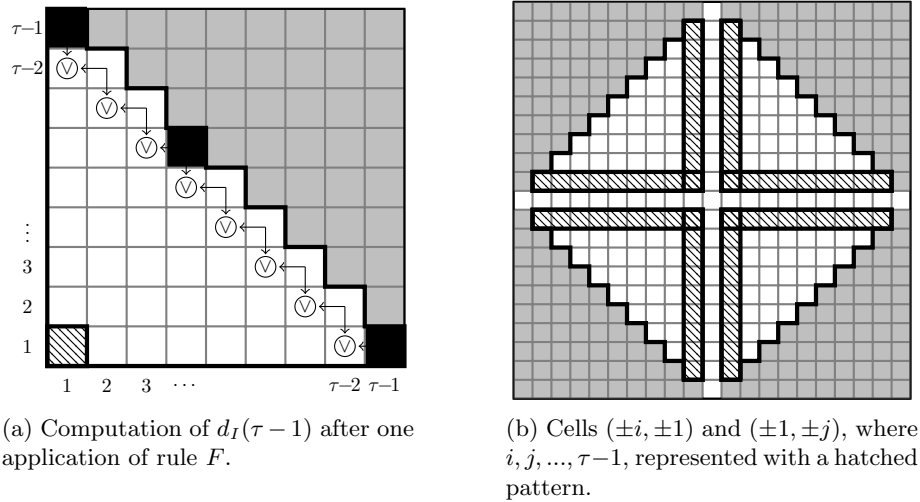 τ−1
τ−2
∨
∨
∨
∨
∨
⋮
3
∨
2
∨
1
∨
1 2 3 ⋯ τ−2 τ−1
(a) Computation of d_I(τ − 1) after one
application of rule F.
(b) Cells (±i, ±1) and (±1, ±j), where
i, j, ..., τ−1, represented with a hatched
pattern.